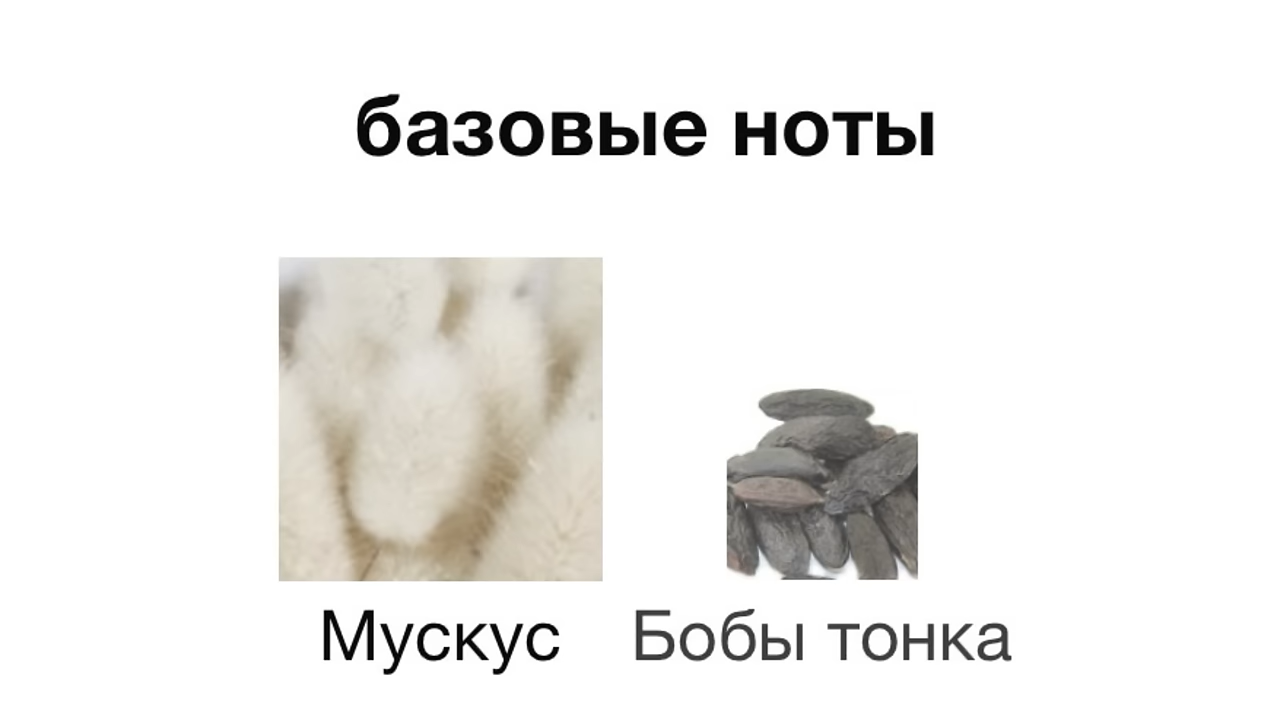 базовые ноты
Мускус
Бобы тонка